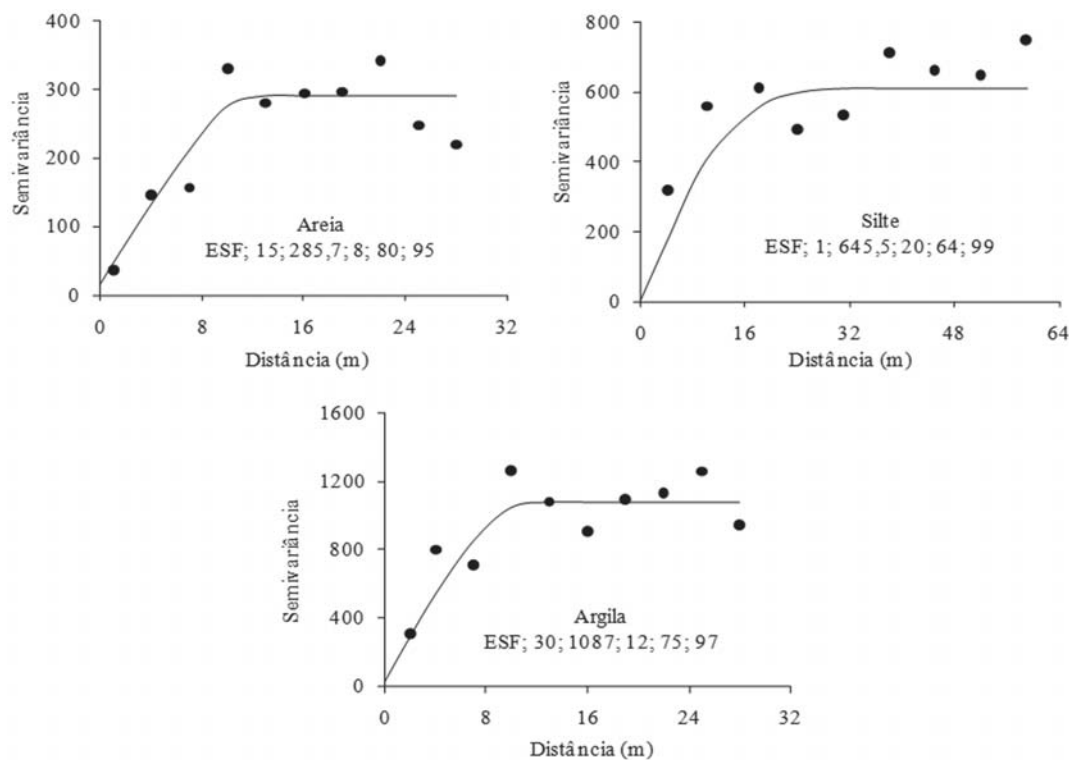 400
300
200
100
0
Semivariância
Areia
ESF; 15; 285,7; 8; 80; 95
0 8 16 24 32
Distância (m)
800
600
400
200
0
Semivariância
Silte
ESF; 1; 645,5; 20; 64; 99
0 16 32 48 64
Distância (m)
1600
1200
800
400
0
Semivariância
Argila
ESF; 30; 1087; 12; 75; 97
0 8 16 24 32
Distância (m)